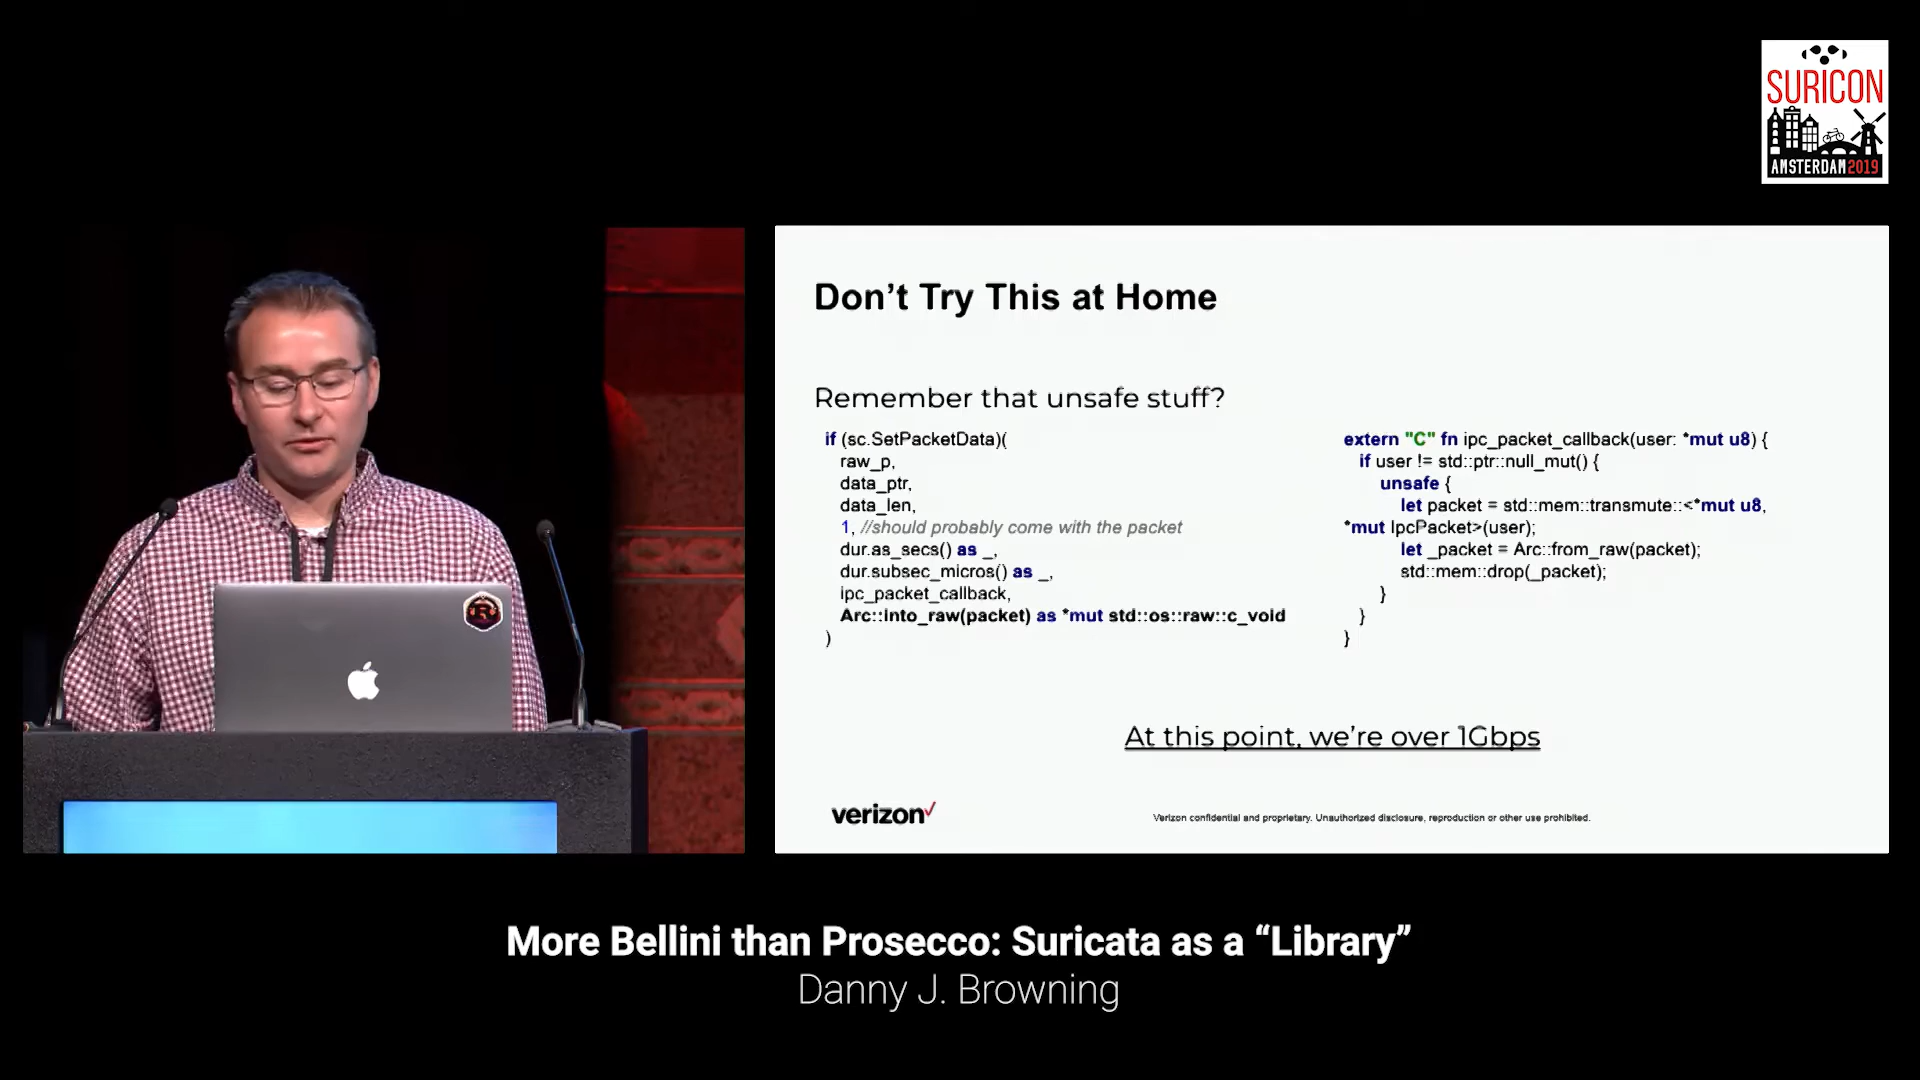 SURICON
AMSTERDAM 2019
Don't Try This at Home
Remember that unsafe stuff?
if (sc.SetPacketData)(
raw_p,
data_ptr,
data_len,
1, //should probably come with the packet
dur.as_secs() as _,
dur.subsec_micros() as _,
ipc_packet_callback,
Arc::into_raw(packet) as *mut std::os::raw::c_void
)
extern "C" fn ipc_packet_callback(user: *mut u8) {
if user != std::ptr::null_mut() {
unsafe {
let packet = std::mem::transmute::<*mut u8,
*mut IpcPacket>(user);
let _packet = Arc::from_raw(packet);
std::mem::drop(_packet);
}
}
}
At this point, we're over 1Gbps
verizon✓
Verizon confidential and proprietary. Unauthorized disclosure, reproduction or other use prohibited.
R
More Bellini than Prosecco: Suricata as a “Library”
Danny J. Browning